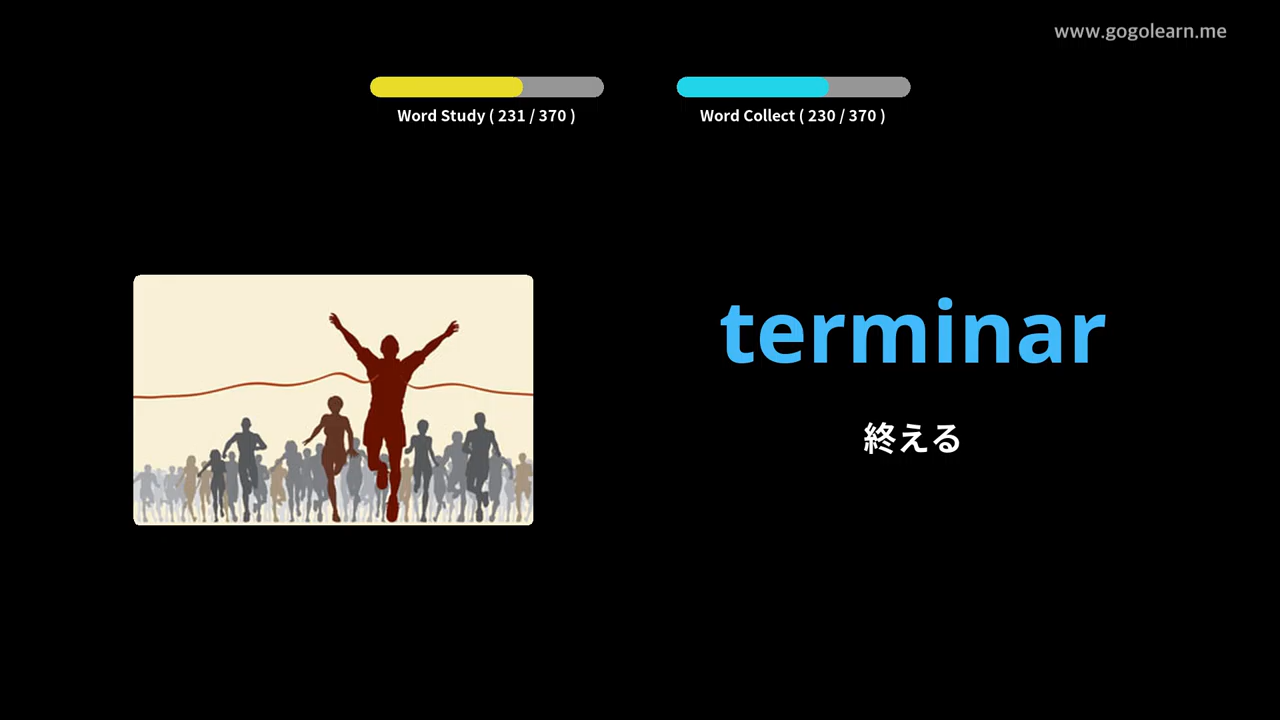 www.gogolearn.me
Word Study ( 231 / 370 )
Word Collect ( 230 / 370 )
terminar
終える